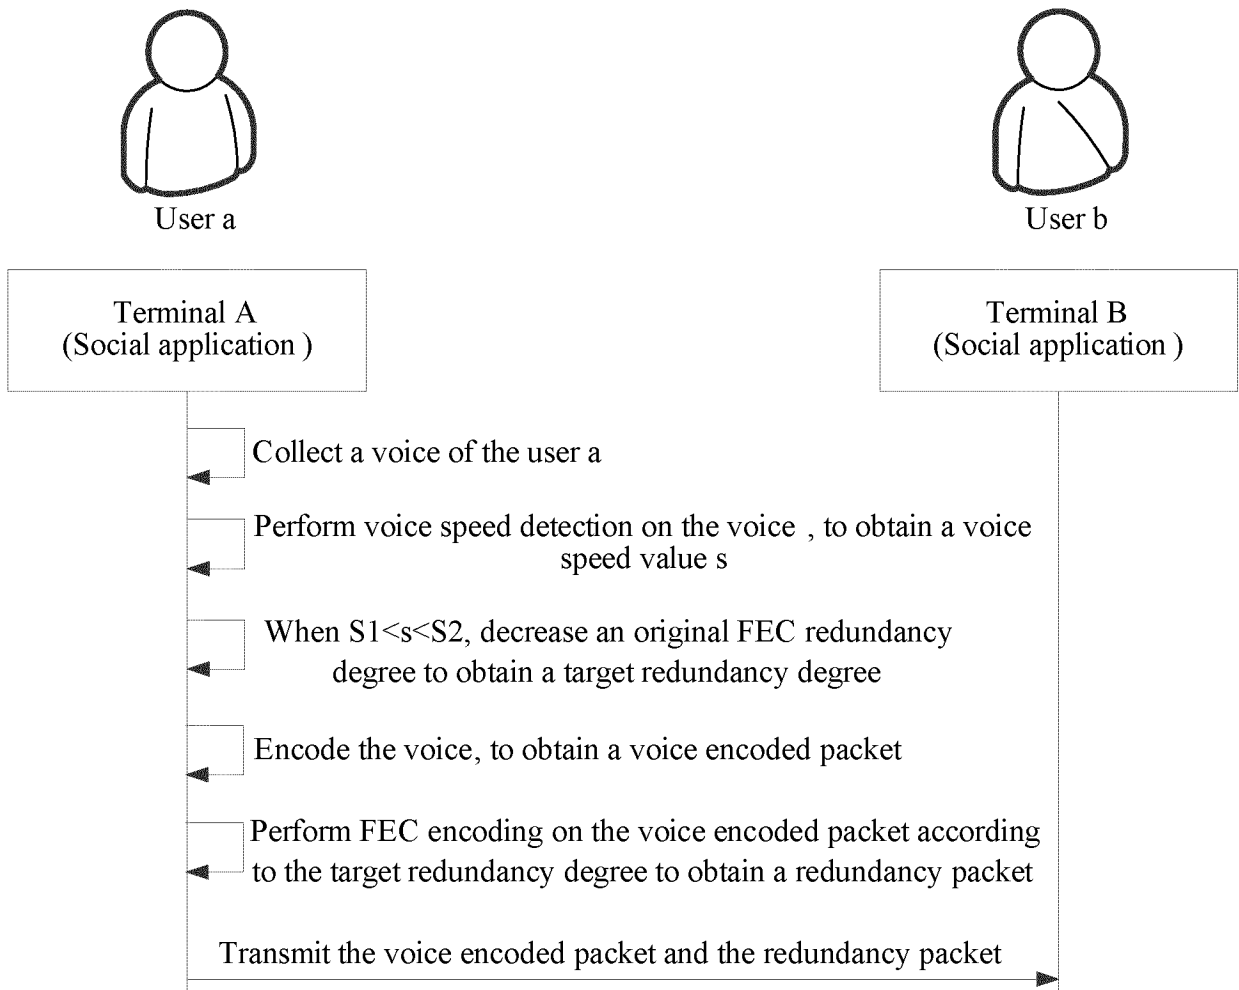 User a
User b
Terminal A
(Social application )
Terminal B
(Social application )
Collect a voice of the user a
Perform voice speed detection on the voice , to obtain a voice
speed value s
When S1<s<S2, decrease an original FEC redundancy
degree to obtain a target redundancy degree
Encode the voice, to obtain a voice encoded packet
Perform FEC encoding on the voice encoded packet according
to the target redundancy degree to obtain a redundancy packet
Transmit the voice encoded packet and the redundancy packet